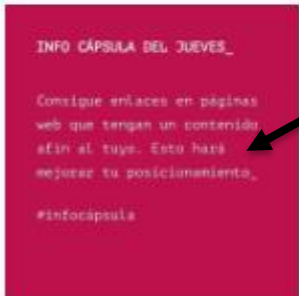 INFO CÁPSULA DEL JUEVES_
Consigue enlaces en páginas
web que tengan un contenido
afín al tuyo. Esto hará
mejorar tu posicionamiento_
#infocápsula